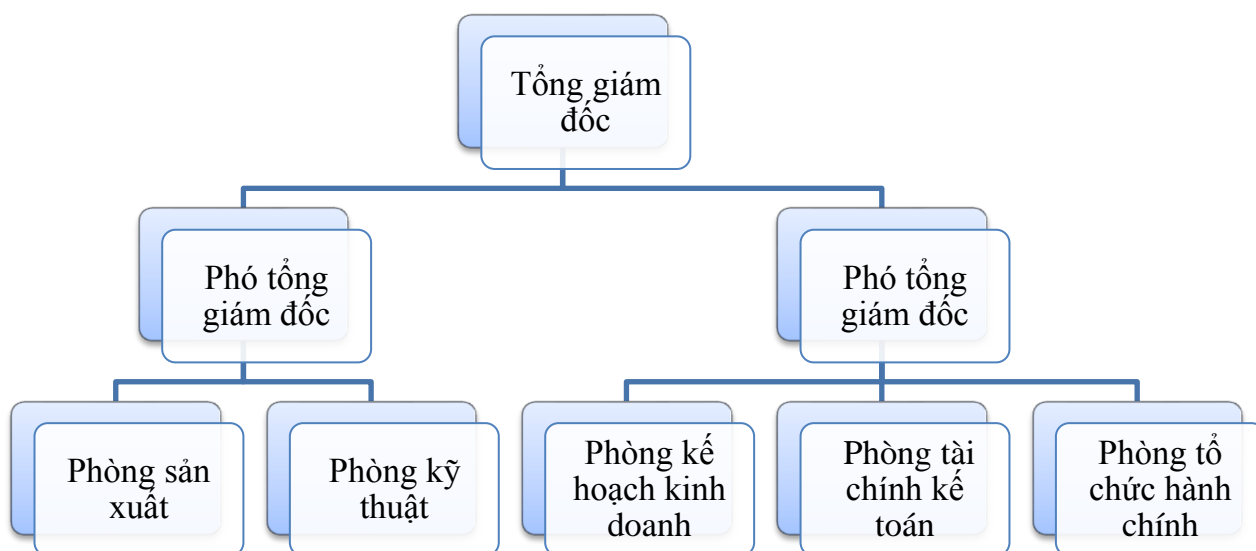 Tổng giám
đốc
Phó tổng
giám đốc
Phó tổng
giám đốc
Phòng sản
xuất
Phòng kỹ
thuật
Phòng kế
hoạch kinh
doanh
Phòng tài
chính kế
toán
Phòng tổ
chức hành
chính